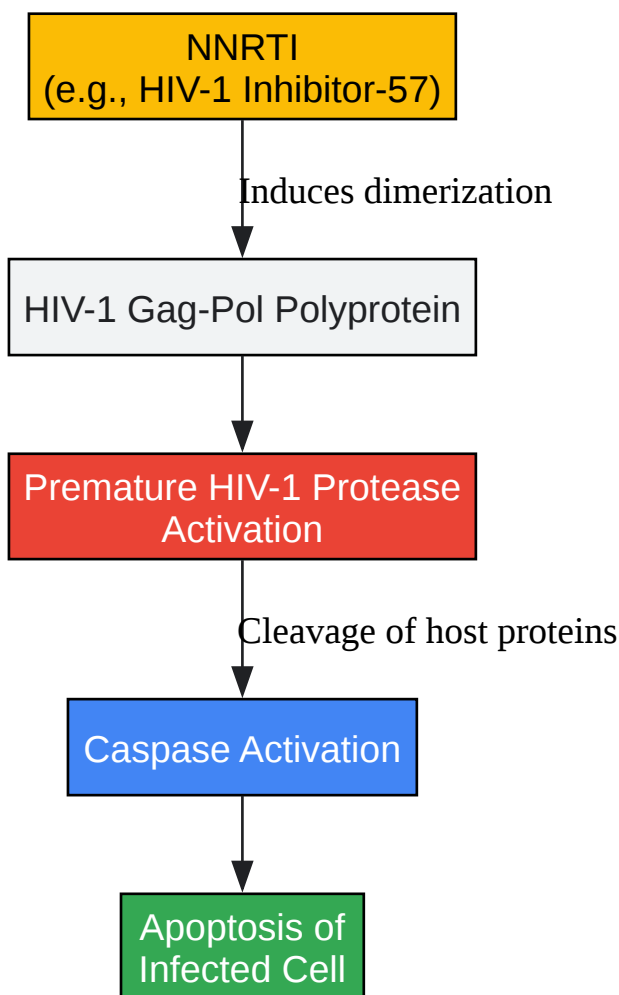 NNRTI
(e.g., HIV-1 Inhibitor-57)
Induces dimerization
HIV-1 Gag-Pol Polyprotein
Premature HIV-1 Protease
Activation
Cleavage of host proteins
Caspase Activation
Apoptosis of
Infected Cell